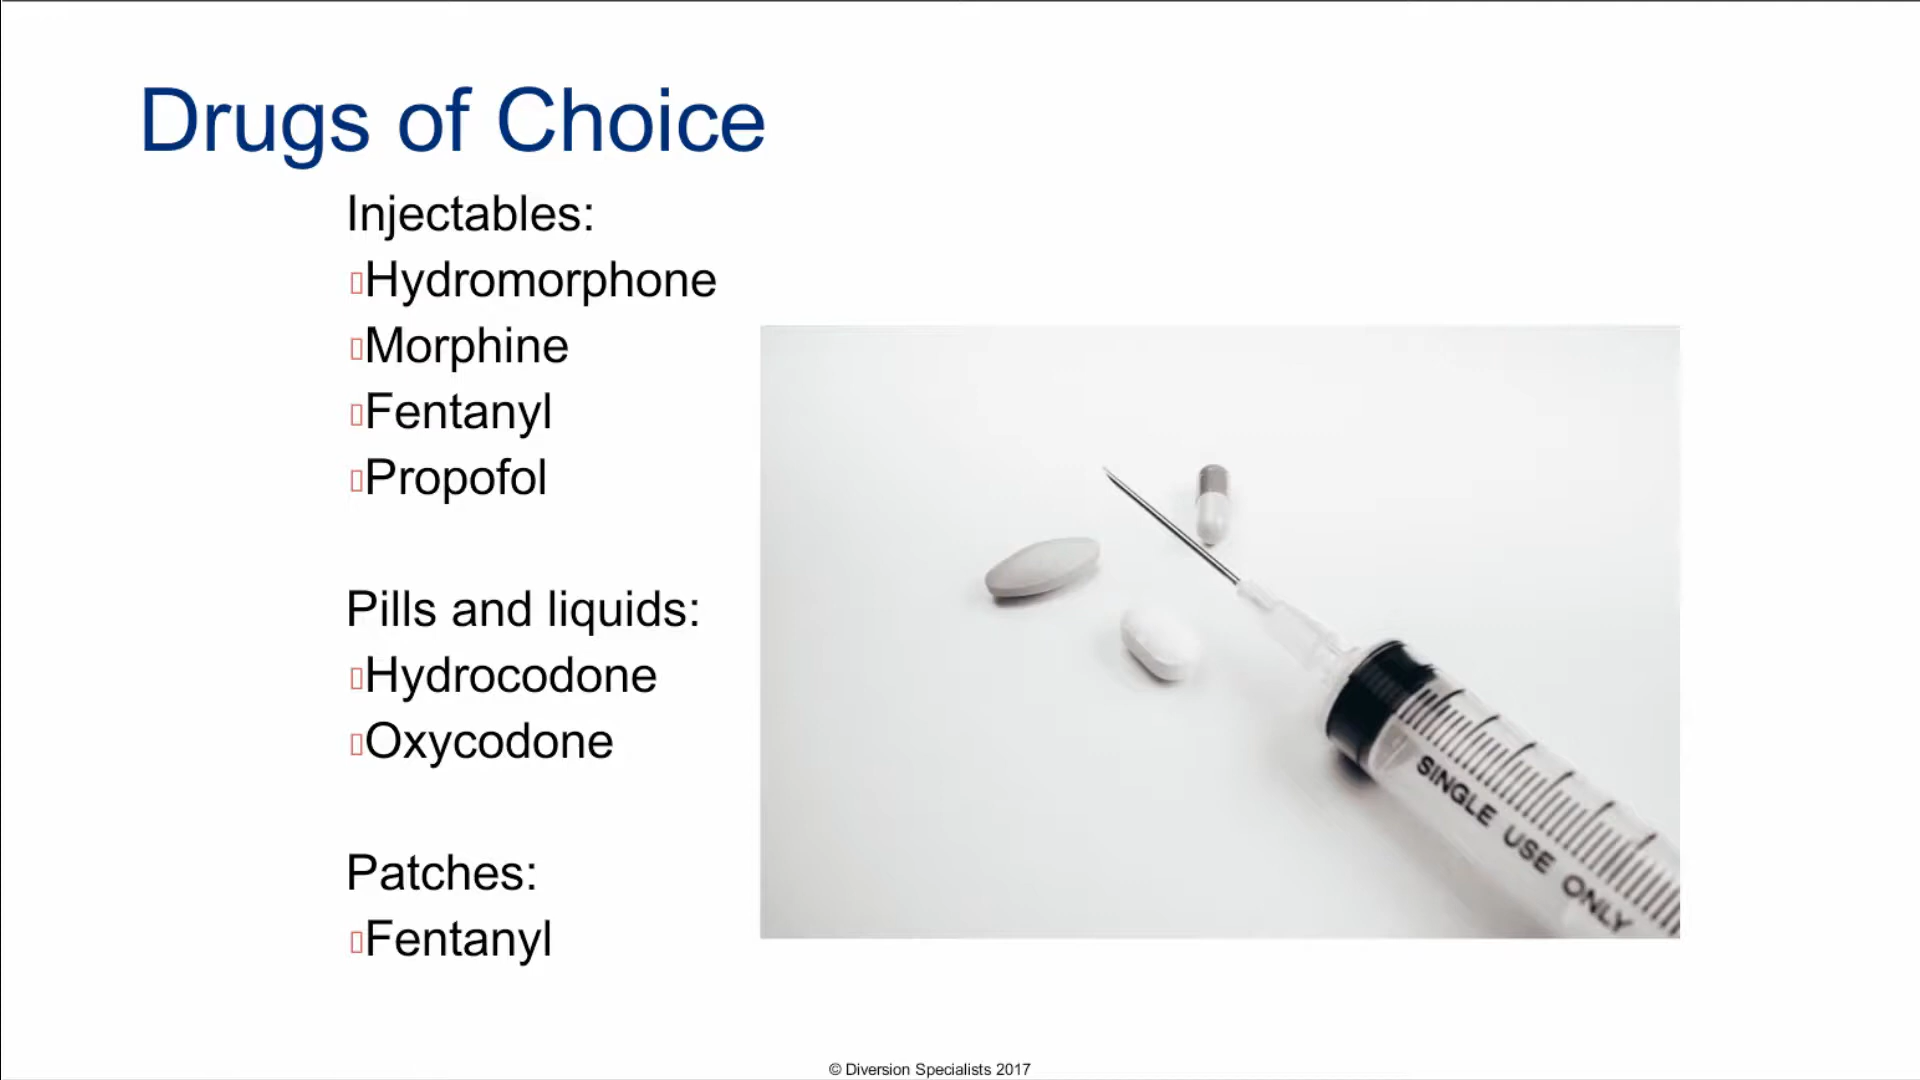 Drugs of Choice
Injectables:
Hydromorphone
Morphine
Fentanyl
Propofol
Pills and liquids:
Hydrocodone
Oxycodone
Patches:
Fentanyl
SINGLE USE ONLY
© Diversion Specialists 2017